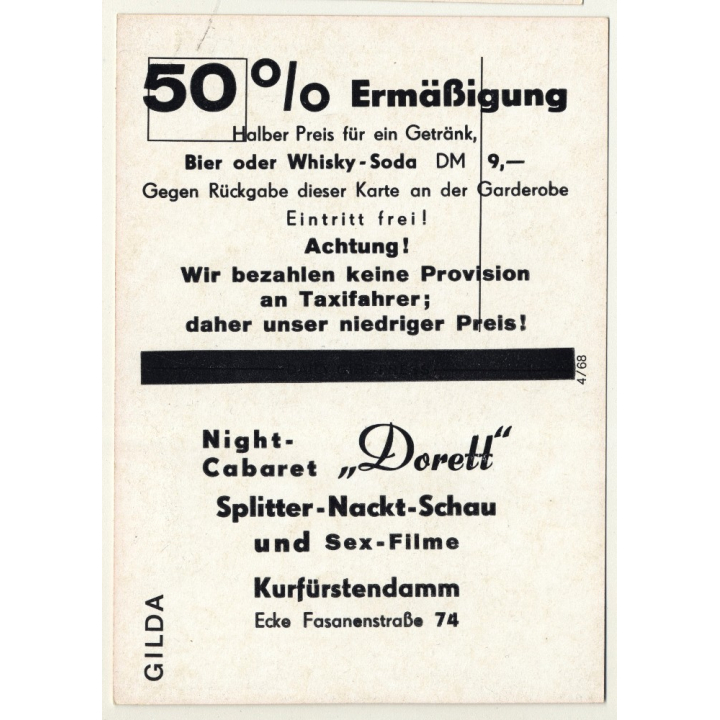 50% Ermäßigung
Halber Preis für ein Getränk,
Bier oder Whisky-Soda DM 9,—
Gegen Rückgabe dieser Karte an der Garderobe
Eintritt frei!
Achtung!
Wir bezahlen keine Provision
an Taxifahrer;
daher unser niedriger Preis!
4/68
Night-
Cabaret „Dorett“
Splitter-Nackt-Schau
und Sex-Filme
Kurfürstendamm
Ecke Fasanenstraße 74
GILDA